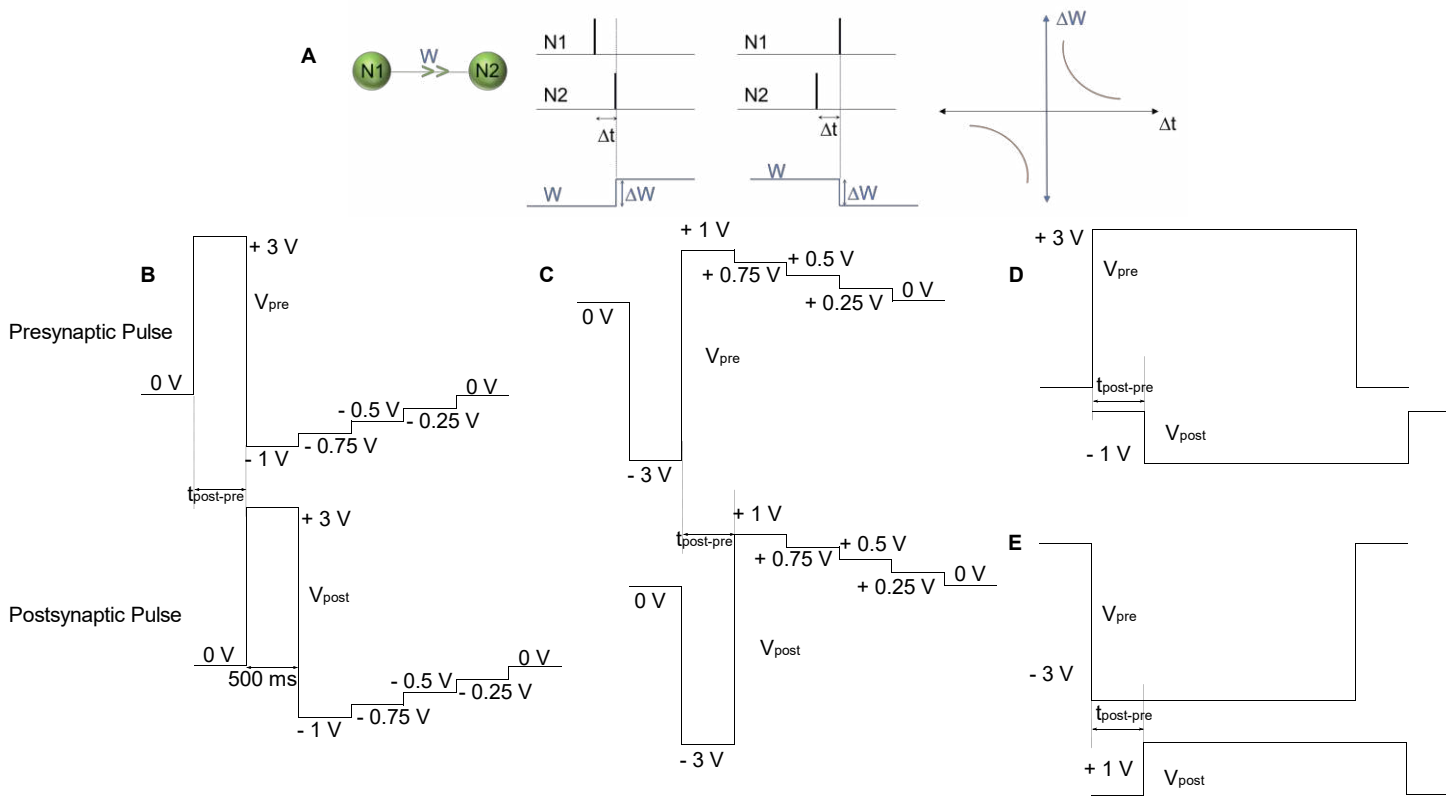 A
N1
W
N2
N1
N2
Δt
W
ΔW
N1
N2
Δt
W
ΔW
ΔW
Δt
B
Presynaptic Pulse
0 V
+ 3 V
Vpre
- 1 V
- 0.75 V
- 0.5 V
- 0.25 V
0 V
tpost-pre
Postsynaptic Pulse
0 V
+ 3 V
Vpost
500 ms
- 1 V
- 0.75 V
- 0.5 V
- 0.25 V
0 V
C
0 V
+ 1 V
+ 0.75 V
+ 0.5 V
+ 0.25 V
0 V
Vpre
- 3 V
tpost-pre
+ 1 V
+ 0.75 V
+ 0.5 V
+ 0.25 V
0 V
0 V
Vpost
- 3 V
D
+ 3 V
Vpre
tpost-pre
Vpost
- 1 V
E
Vpre
- 3 V
tpost-pre
+ 1 V
Vpost